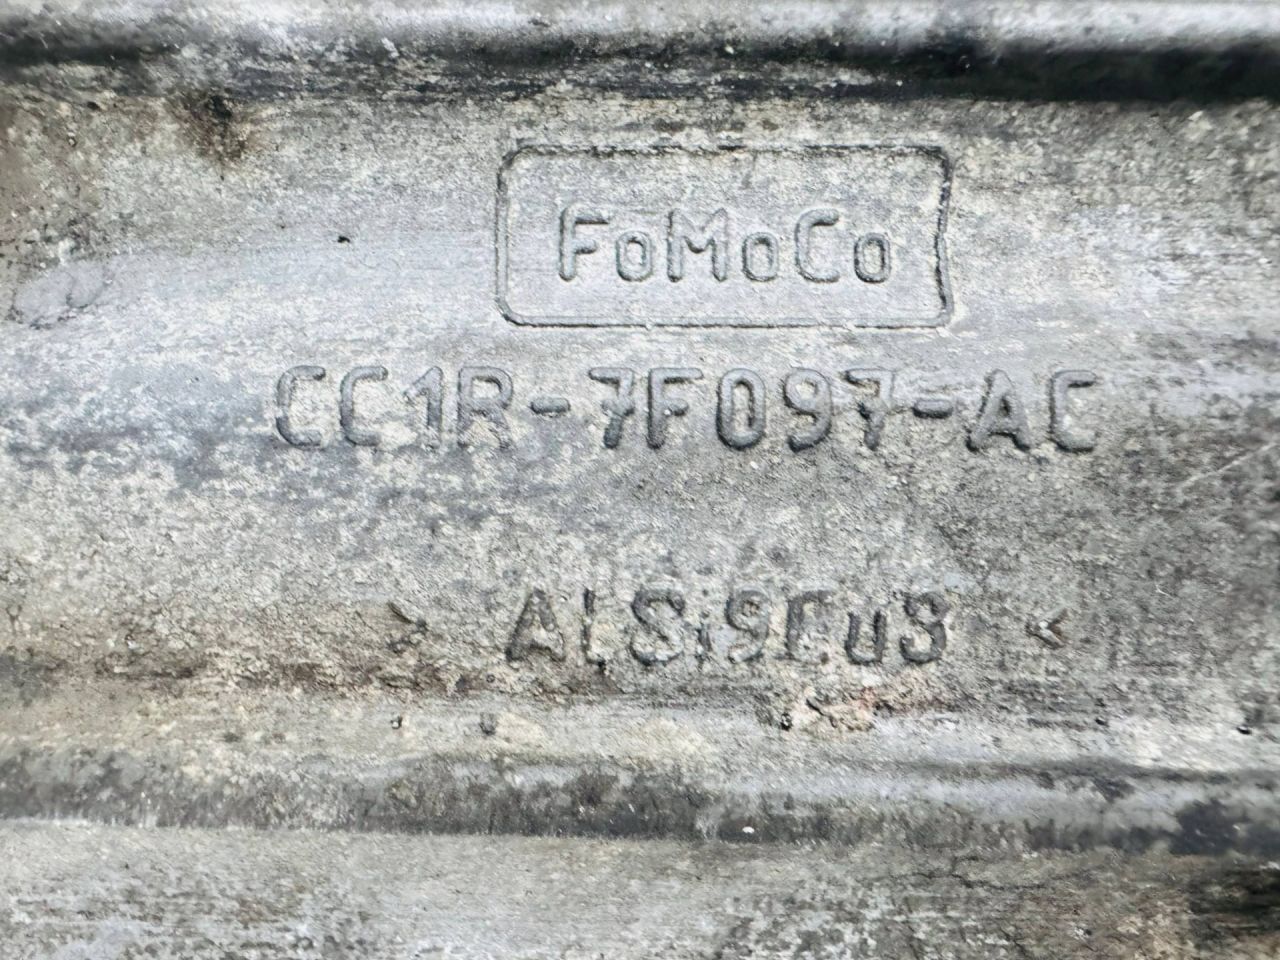 FoMoCo
CC1R-7F097-AC
> ALSi9Cu3 <